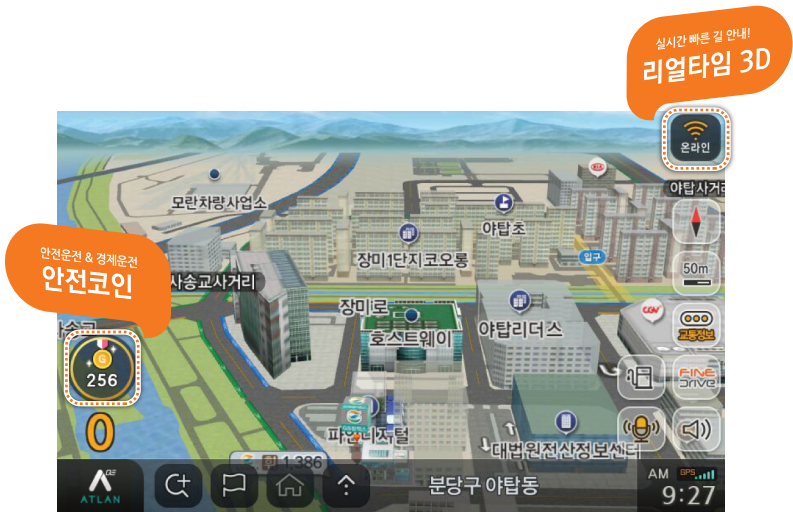 실시간 빠른 길 안내!
리얼타임 3D
온라인
야탑사거리
모란차량사업소
야탑초
장미1단지코오롱
입구
50m
안전운전 & 경제운전
안전코인
사송교사거리
장미로
호스트웨이
야탑리더스
CGV
교통정보
G
256
FINE
DRIVE
0
파인디지털
대법원전산정보센터
1,386
ATLAN
분당구 야탑동
AM
GPS
9:27